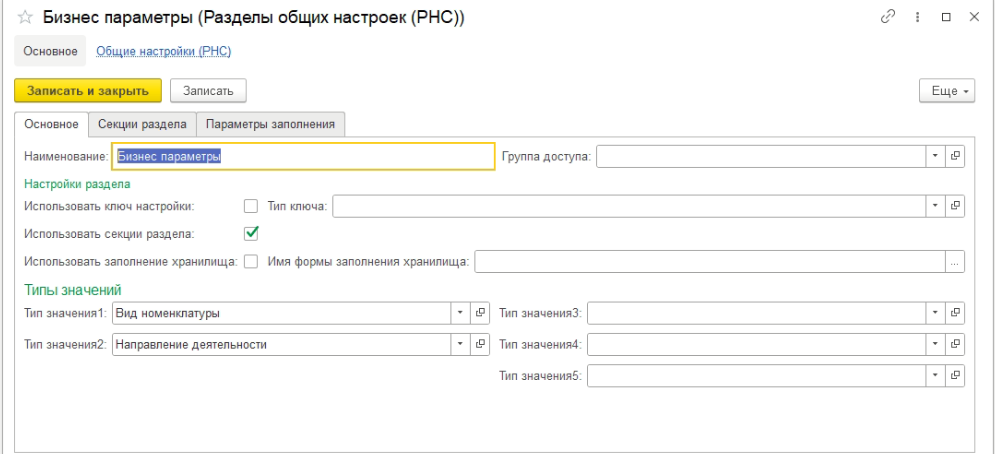 Бизнес параметры (Разделы общих настроек (РНС))
Основное Общие настройки (РНС)
Записать и закрыть Записать Еще
Основное Секции раздела Параметры заполнения
Наименование: Бизнес параметры Группа доступа:
Настройки раздела
Использовать ключ настройки: Тип ключа:
Использовать секции раздела:
Использовать заполнение хранилища: Имя формы заполнения хранилища: ...
Типы значений
Тип значения1: Вид номенклатуры Тип значения3:
Тип значения2: Направление деятельности Тип значения4:
Тип значения5: